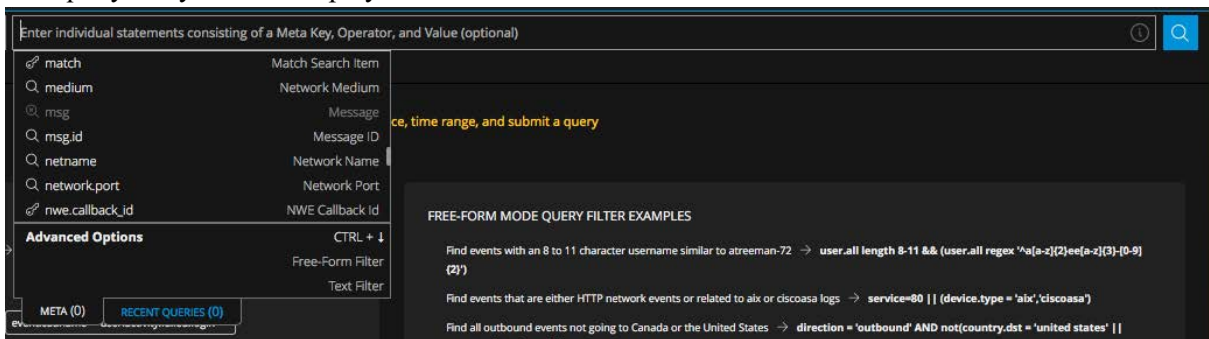 Enter individual statements consisting of a Meta Key, Operator, and Value (optional)
match Match Search Item
medium Network Medium
msg Message
msg.id Message ID
netname Network Name
network.port Network Port
nwe.callback_id NWE Callback Id
Advanced Options CTRL + ↓
Free-Form Filter
Text Filter
META (0) RECENT QUERIES (0)
ce, time range, and submit a query
FREE-FORM MODE QUERY FILTER EXAMPLES
Find events with an 8 to 11 character username similar to atreeman-72 → user.all length 8-11 && (user.all regex '^a[a-z]{2}ee[a-z]{3}-[0-9]
{2}')
Find events that are either HTTP network events or related to aix or ciscoasa logs → service=80 || (device.type = 'aix','ciscoasa')
Find all outbound events not going to Canada or the United States → direction = 'outbound' AND not(country.dst = 'united states' ||